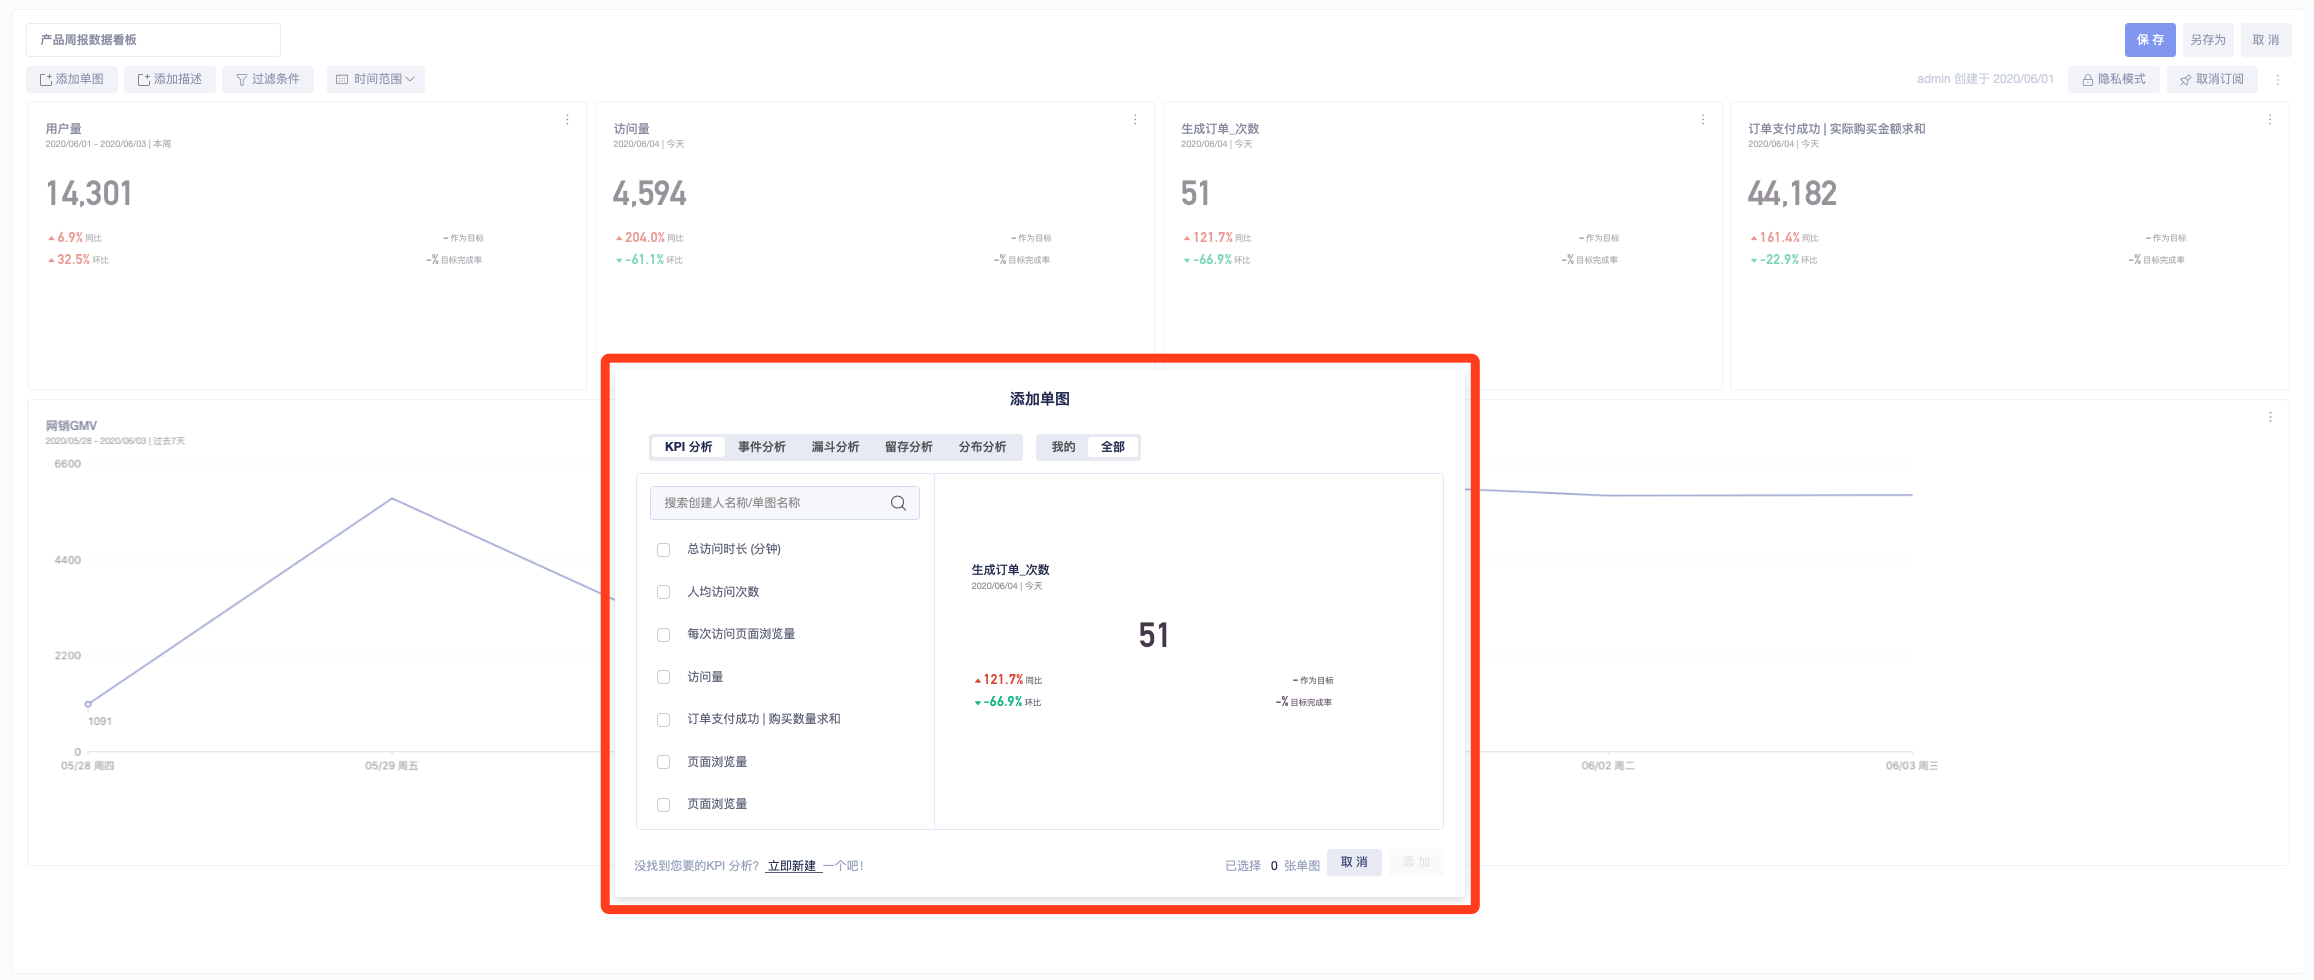 产品周报数据看板
保 存
另存为
取 消
添加单图
添加描述
过滤条件
时间范围
admin 创建于 2020/06/01
隐私模式
取消订阅
用户量
2020/06/01 - 2020/06/03 | 本周
14,301
6.9% 同比
- 作为目标
32.5% 环比
-% 目标完成率
访问量
2020/06/04 | 今天
4,594
204.0% 同比
- 作为目标
-61.1% 环比
-% 目标完成率
生成订单_次数
2020/06/04 | 今天
51
121.7% 同比
- 作为目标
-66.9% 环比
-% 目标完成率
订单支付成功 | 实际购买金额求和
2020/06/04 | 今天
44,182
161.4% 同比
- 作为目标
-22.9% 环比
-% 目标完成率
网销GMV
2020/05/28 - 2020/06/03 | 过去7天
6600
4400
2200
0
1091
05/28 周四
05/29 周五
06/02 周二
06/03 周三
添加单图
KPI 分析
事件分析
漏斗分析
留存分析
分布分析
我的
全部
搜索创建人名称/单图名称
总访问时长 (分钟)
人均访问次数
每次访问页面浏览量
访问量
订单支付成功 | 购买数量求和
页面浏览量
页面浏览量
生成订单_次数
2020/06/04 | 今天
51
121.7% 同比
- 作为目标
-66.9% 环比
-% 目标完成率
没找到您要的KPI 分析? 立即新建 一个吧!
已选择 0 张单图
取 消
添 加